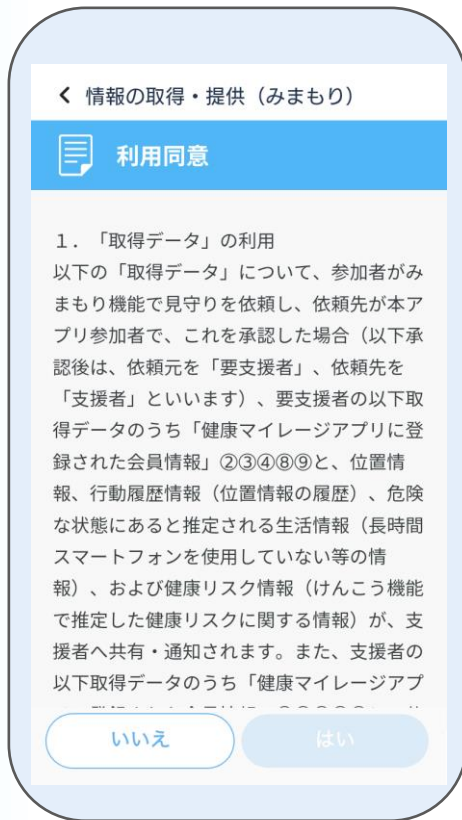 情報の取得・提供（みまもり）
利用同意
１．「取得データ」の利用
以下の「取得データ」について、参加者がみ
まもり機能で見守りを依頼し、依頼先が本ア
プリ参加者で、これを承認した場合（以下承
認後は、依頼元を「要支援者」、依頼先を
「支援者」といいます）、要支援者の以下取
得データのうち「健康マイレージアプリに登
録された会員情報」②③④⑧⑨と、位置情
報、行動履歴情報（位置情報の履歴）、危険
な状態にあると推定される生活情報（長時間
スマートフォンを使用していない等の情
報）、および健康リスク情報（けんこう機能
で推定した健康リスクに関する情報）が、支
援者へ共有・通知されます。また、支援者の
以下取得データのうち「健康マイレージアプ
いいえ
はい